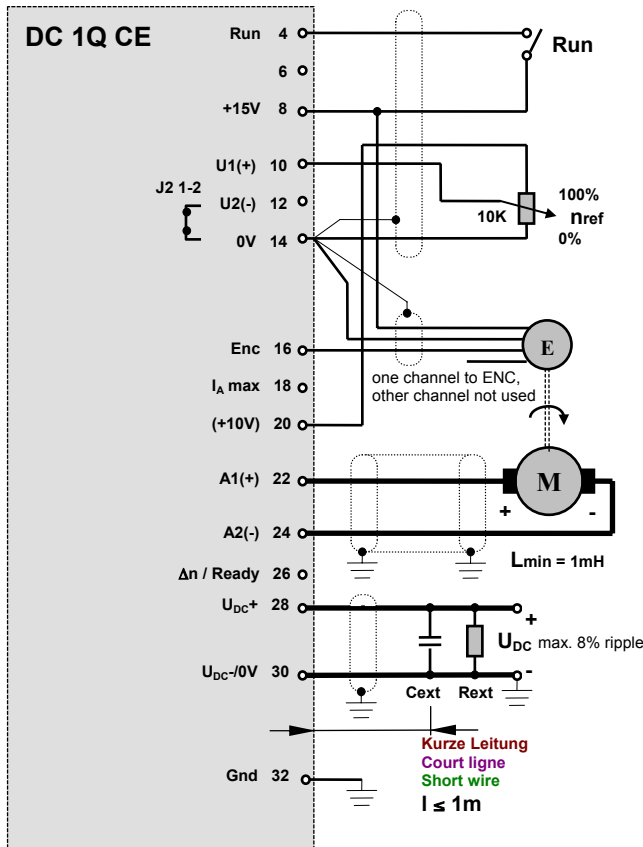 DC 1Q CE
Run 4
Run
6
+15V 8
U1(+) 10
J2 1-2
U2(-) 12
10K
100%
nref
0%
0V 14
Enc 16
E
one channel to ENC,
other channel not used
IA max 18
(+10V) 20
A1(+) 22
M
+ -
A2(-) 24
Lmin = 1mH
Δn / Ready 26
UDC+ 28
+
UDC max. 8% ripple
-
UDC-/0V 30
Cext Rext
Kurze Leitung
Court ligne
Short wire
l ≤ 1m
Gnd 32